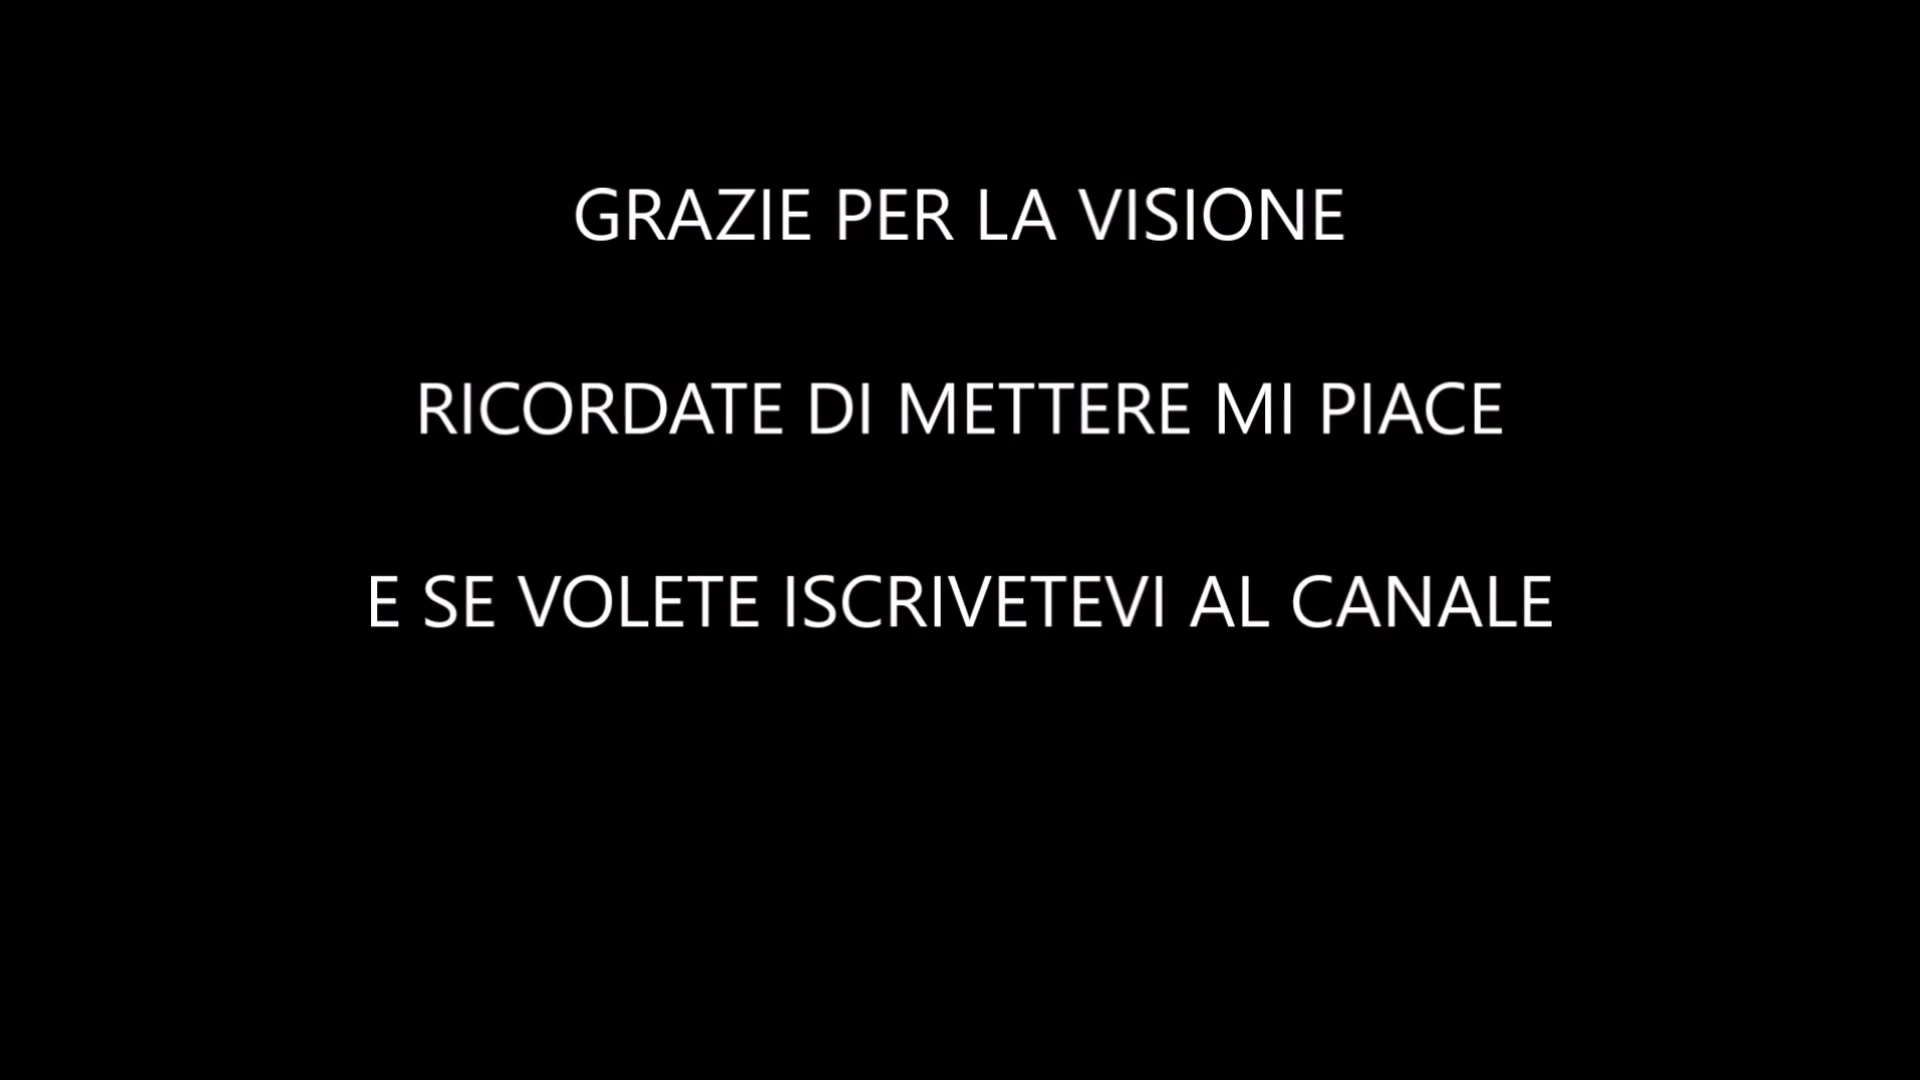 GRAZIE PER LA VISIONE
RICORDATE DI METTERE MI PIACE
E SE VOLETE ISCRIVETEVI AL CANALE